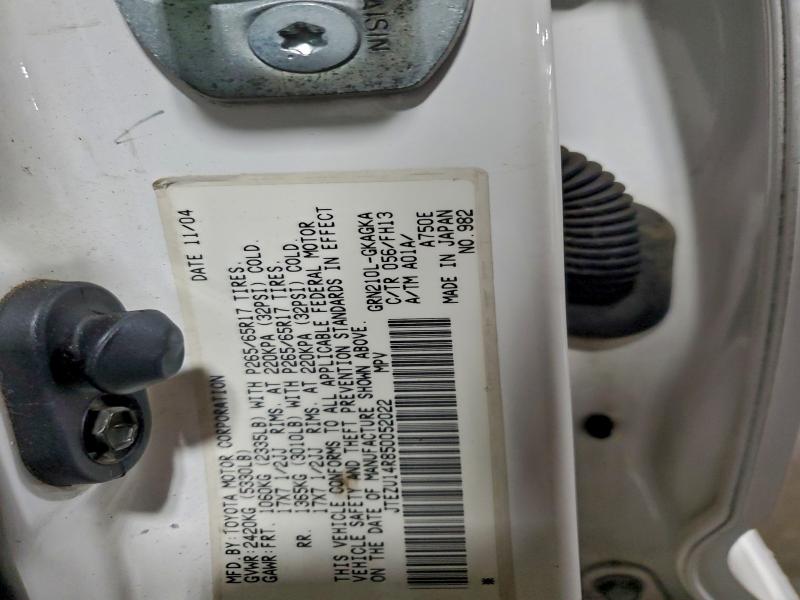 AISIN
MFD.BY:TOYOTA MOTOR CORPORATION DATE 11/04
GVWR:2420KG (5330LB)
GAWR:FRT. 1060KG (2335LB) WITH P265/65R17 TIRES.
17X7 1/2JJ RIMS. AT 220KPA (32PSI) COLD.
RR. 1365KG (3010LB) WITH P265/65R17 TIRES.
17X7 1/2JJ RIMS. AT 220KPA (32PSI) COLD.
THIS VEHICLE CONFORMS TO ALL APPLICABLE FEDERAL MOTOR
VEHICLE SAFETY AND THEFT PREVENTION STANDARDS IN EFFECT
ON THE DATE OF MANUFACTURE SHOWN ABOVE.
JTEZU14R850052022 MPV
GRN210L-GKAGKA
C/TR 056/FH13
A/TM A01A/
A750E
MADE IN JAPAN
NO.982
986